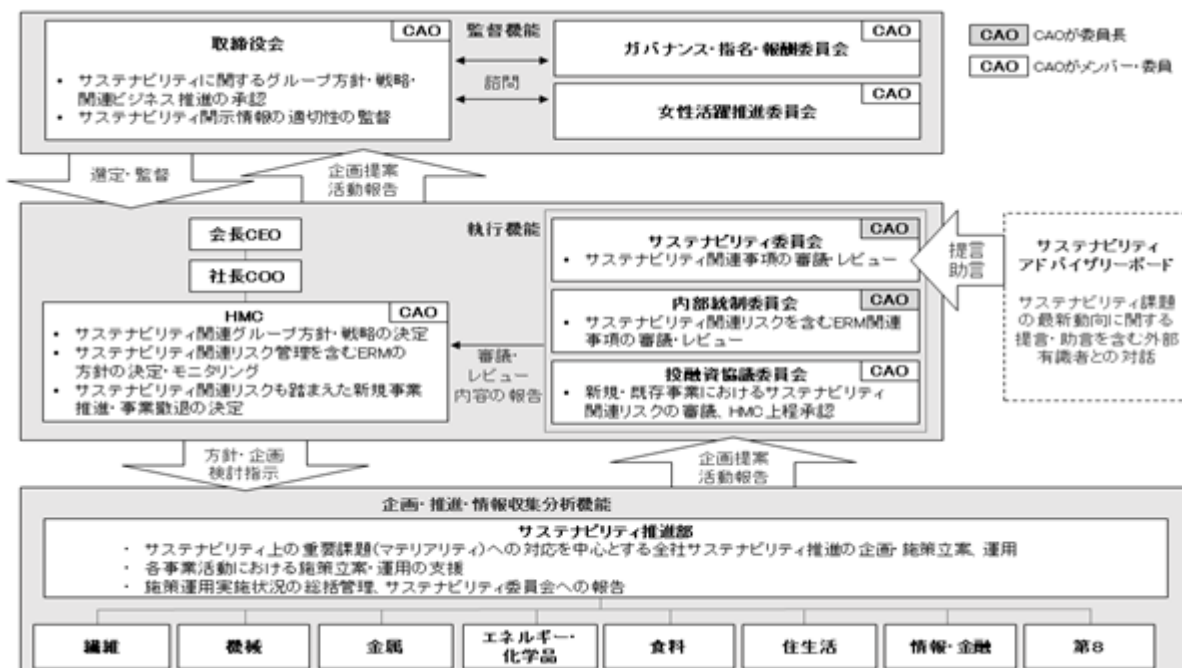 取締役会
CAO
・ サステナビリティに関するグループ方針・戦略・
関連ビジネス推進の承認
・ サステナビリティ開示情報の適切性の監督
監督機能
諮問
ガバナンス・指名・報酬委員会
CAO
女性活躍推進委員会
CAO
CAO CAOが委員長
CAO CAOがメンバー・委員
選定・監督
企画提案
活動報告
会長CEO
社長COO
HMC
CAO
・ サステナビリティ関連グループ方針・戦略の決定
・ サステナビリティ関連リスク管理を含むERMの
方針の決定・モニタリング
・ サステナビリティ関連リスクも踏まえた新規事業
推進・事業撤退の決定
執行機能
審議・
レビュー
内容の報告
サステナビリティ委員会
CAO
・ サステナビリティ関連事項の審議・レビュー
内部統制委員会
CAO
・ サステナビリティ関連リスクを含むERM関連
事項の審議・レビュー
投融資協議委員会
CAO
・ 新規・既存事業におけるサステナビリティ
関連リスクの審議、HMC上程承認
提言
助言
サステナビリティ
アドバイザリーボード
サステナビリティ課題
の最新動向に関する
提言・助言を含む外部
有識者との対話
方針・企画
検討指示
企画提案
活動報告
企画・推進・情報収集分析機能
サステナビリティ推進部
・ サステナビリティ上の重要課題(マテリアリティ)への対応を中心とする全社サステナビリティ推進の企画・施策立案、運用
・ 各事業活動における施策立案・運用の支援
・ 施策運用実施状況の総括管理、サステナビリティ委員会への報告
繊維
機械
金属
エネルギー・
化学品
食料
住生活
情報・金融
第8